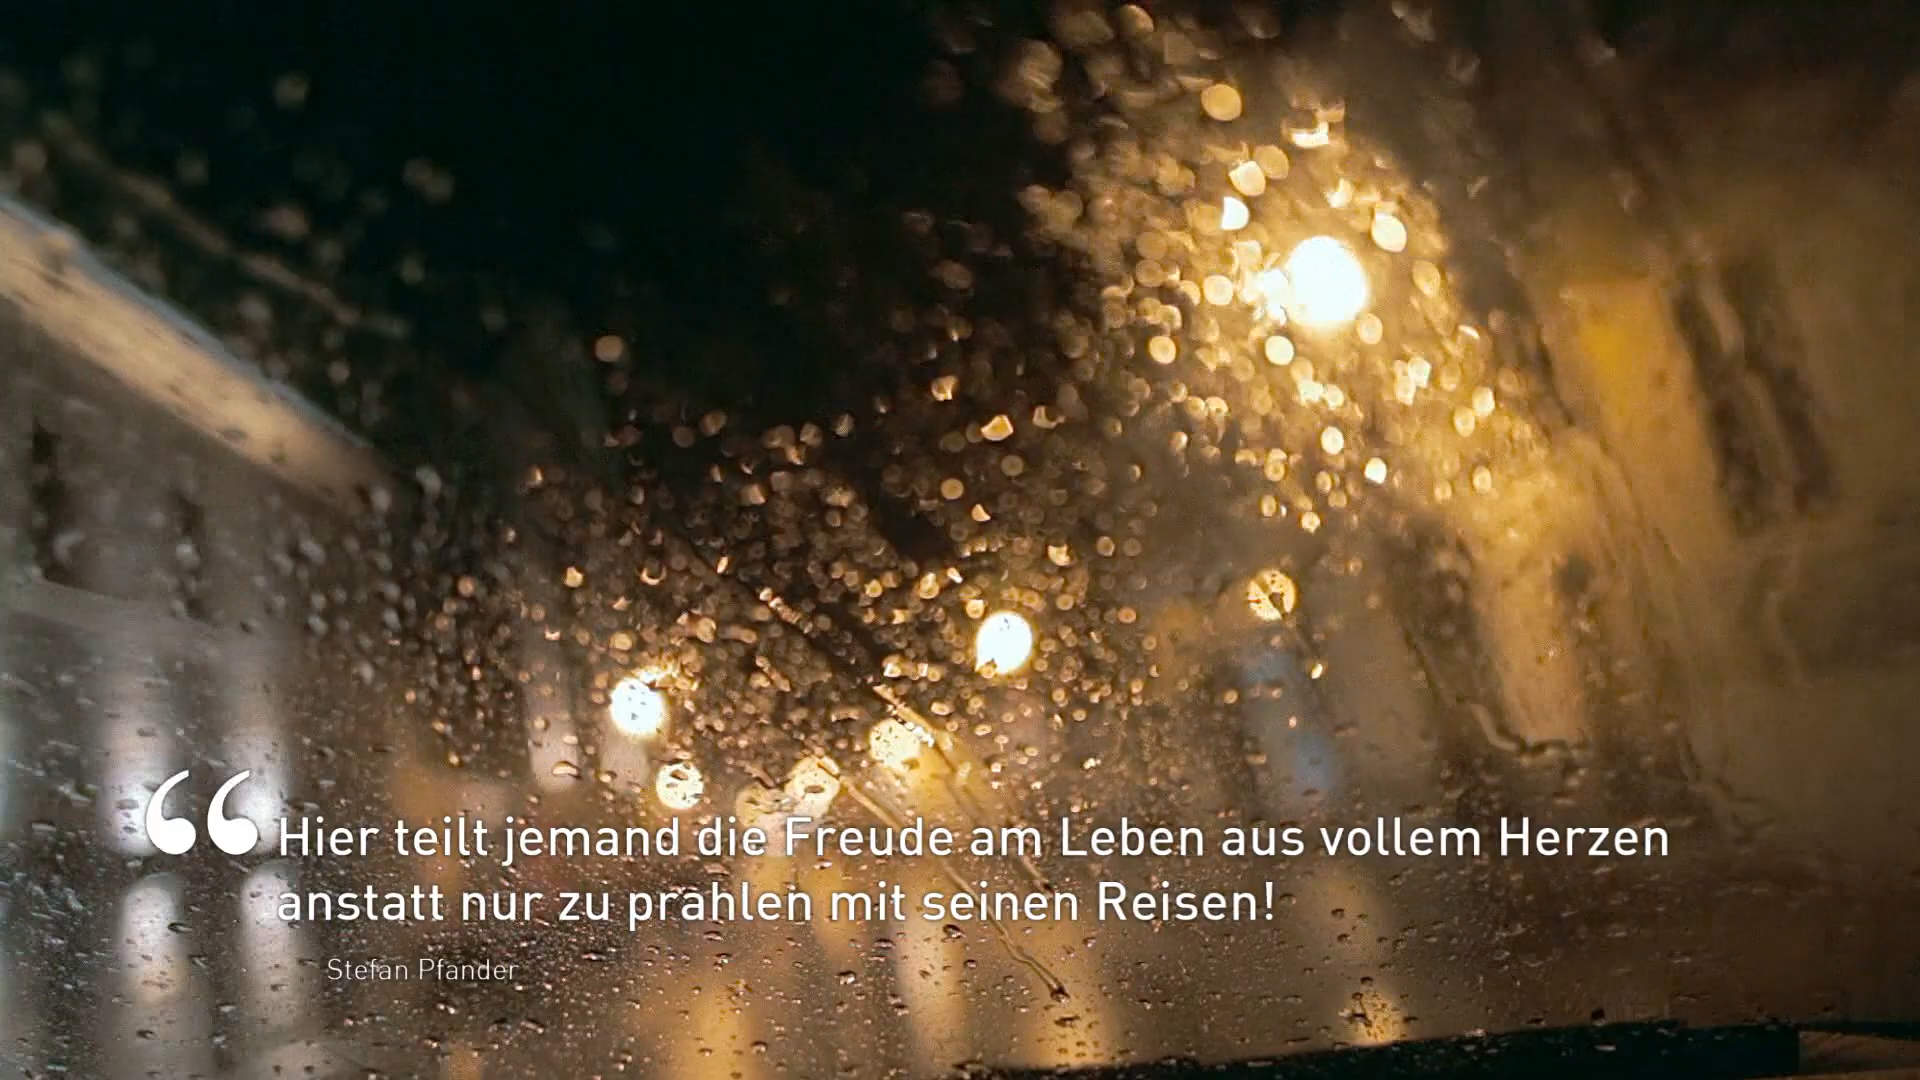 “Hier teilt jemand die Freude am Leben aus vollem Herzen
anstatt nur zu prahlen mit seinen Reisen!
Stefan Pfander